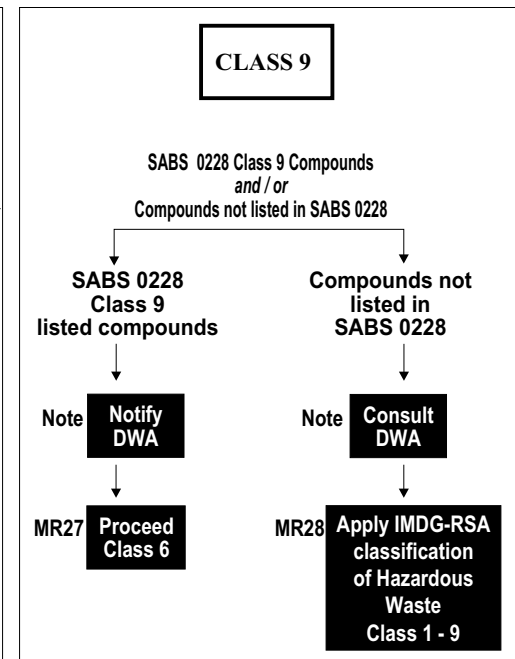 CLASS 9
SABS 0228 Class 9 Compounds
and / or
Compounds not listed in SABS 0228
SABS 0228
Class 9
listed compounds
Compounds not
listed in
SABS 0228
Note
Notify
DWA
Note
Consult
DWA
MR27
Proceed
Class 6
MR28
Apply IMDG-RSA
classification
of Hazardous
Waste
Class 1 - 9